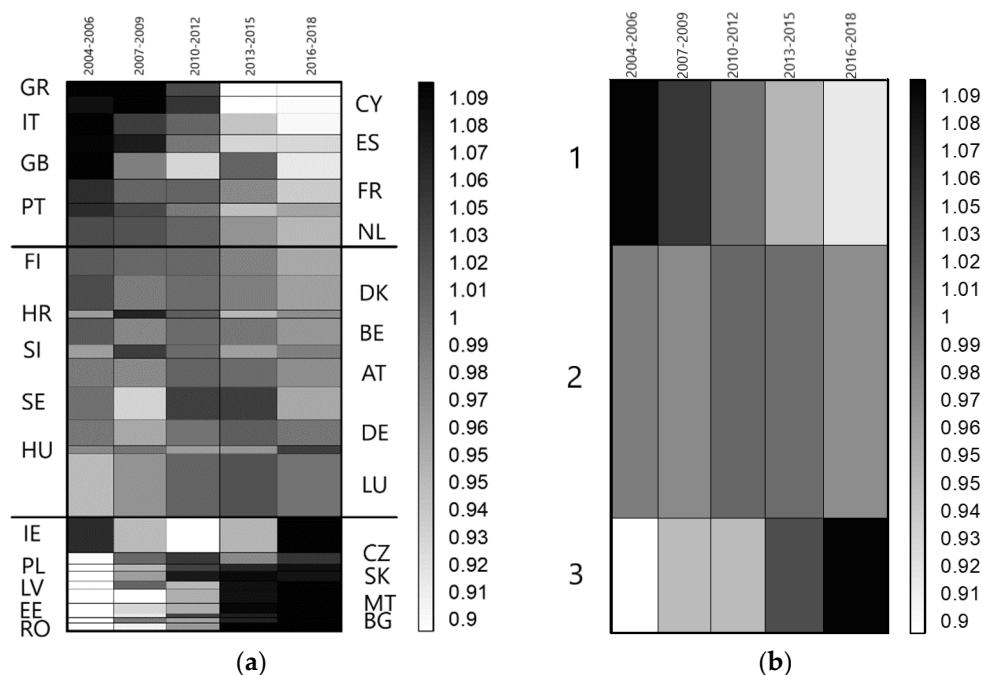 2004-2006
2007-2009
2010-2012
2013-2015
2016-2018
GR
IT
GB
PT
FI
HR
SI
SE
HU
IE
PL
LV
EE
RO
CY
ES
FR
NL
DK
BE
AT
DE
LU
CZ
SK
MT
BG
1.09
1.08
1.06
1.07
1.05
1.03
1.02
1.01
1
0.99
0.98
0.97
0.96
0.95
0.94
0.93
0.92
0.91
0.9
(a)
2004-2006
2007-2009
2010-2012
2013-2015
2016-2018
1
2
3
1.09
1.08
1.06
1.07
1.05
1.03
1.02
1.01
1
0.99
0.98
0.97
0.96
0.95
0.94
0.93
0.92
0.91
0.9
(b)